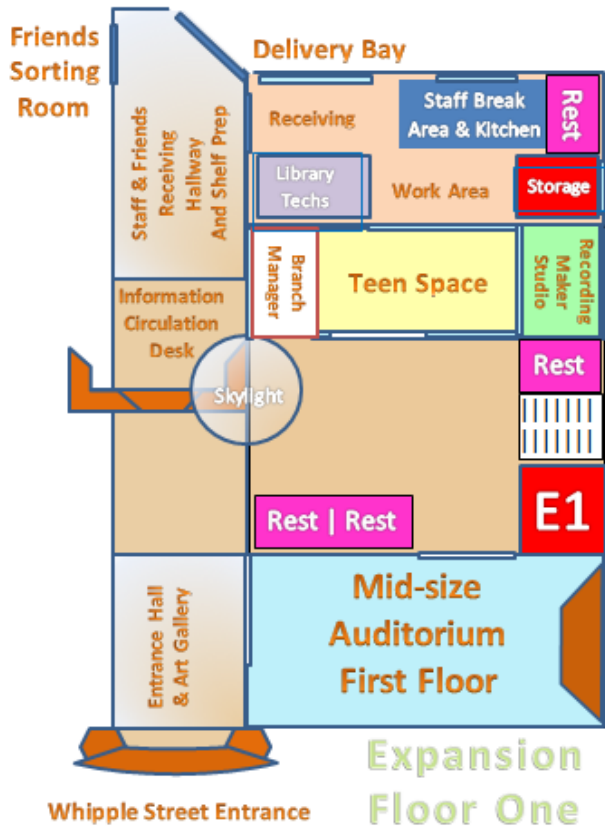 Friends
Sorting
Room
Delivery Bay
Staff & Friends
Receiving
Hallway
And Shelf Prep
Receiving
Staff Break
Area & Kitchen
Rest
Library
Techs
Work Area
Storage
Branch
Manager
Teen Space
Recording
Maker
Studio
Information
Circulation
Desk
Skylight
Rest
Rest | Rest
E1
Entrance Hall
& Art Gallery
Mid-size
Auditorium
First Floor
Expansion
Floor One
Whipple Street Entrance